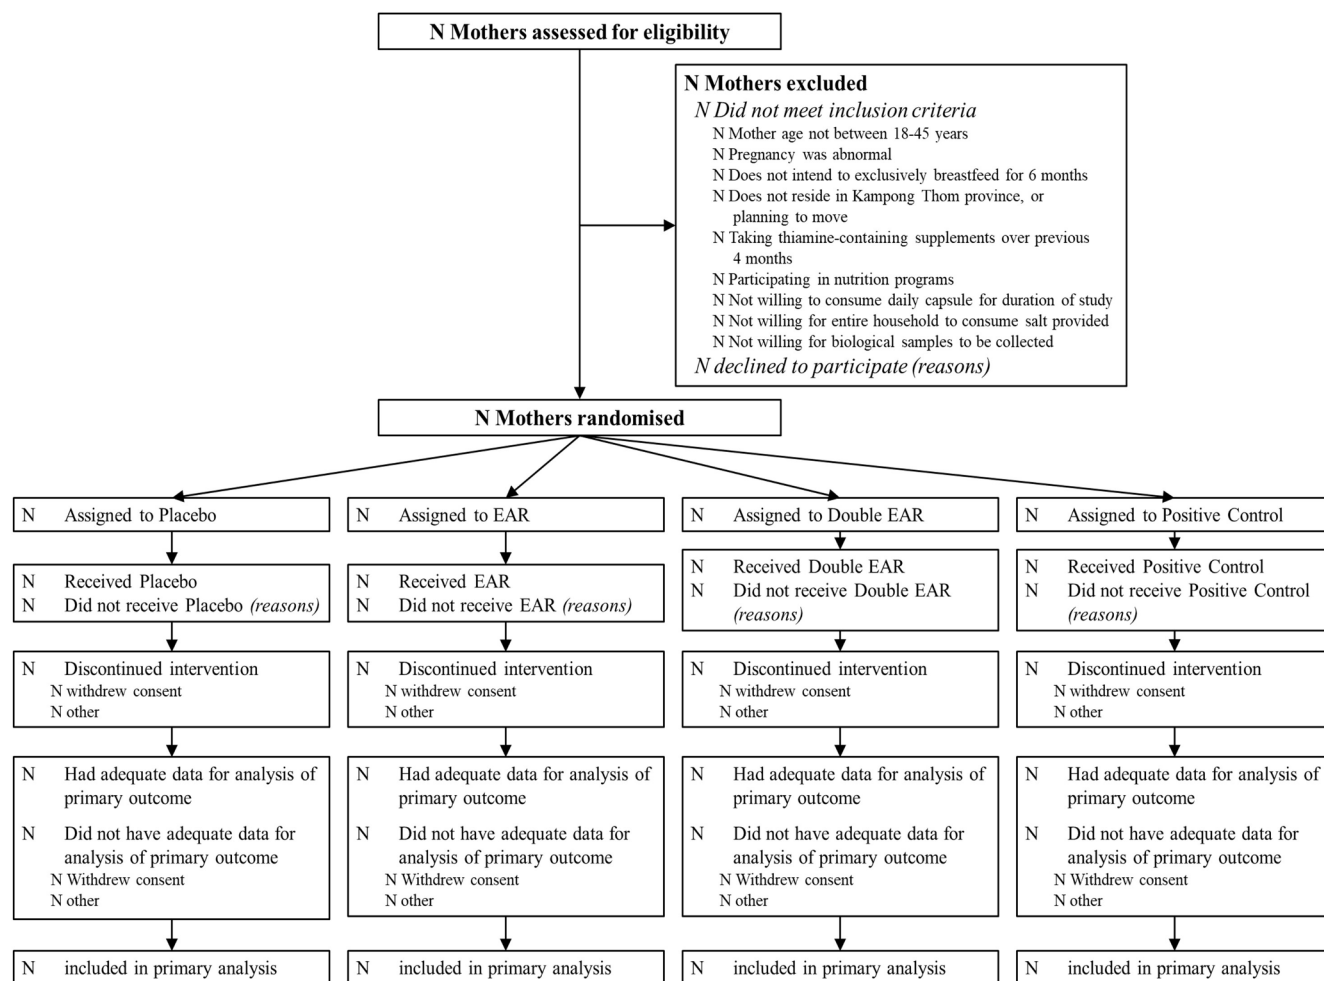 N Mothers assessed for eligibility
N Mothers excluded
N Did not meet inclusion criteria
N Mother age not between 18-45 years
N Pregnancy was abnormal
N Does not intend to exclusively breastfeed for 6 months
N Does not reside in Kampong Thom province, or
planning to move
N Taking thiamine-containing supplements over previous
4 months
N Participating in nutrition programs
N Not willing to consume daily capsule for duration of study
N Not willing for entire household to consume salt provided
N Not willing for biological samples to be collected
N declined to participate (reasons)
N Mothers randomised
N Assigned to Placebo
N Received Placebo
N Did not receive Placebo (reasons)
N Discontinued intervention
N withdrew consent
N other
N Had adequate data for analysis of
primary outcome
N Did not have adequate data for
analysis of primary outcome
N Withdrew consent
N other
N included in primary analysis
N Assigned to EAR
N Received EAR
N Did not receive EAR (reasons)
N Discontinued intervention
N withdrew consent
N other
N Had adequate data for analysis of
primary outcome
N Did not have adequate data for
analysis of primary outcome
N Withdrew consent
N other
N included in primary analysis
N Assigned to Double EAR
N Received Double EAR
N Did not receive Double EAR
(reasons)
N Discontinued intervention
N withdrew consent
N other
N Had adequate data for analysis of
primary outcome
N Did not have adequate data for
analysis of primary outcome
N Withdrew consent
N other
N included in primary analysis
N Assigned to Positive Control
N Received Positive Control
N Did not receive Positive Control
(reasons)
N Discontinued intervention
N withdrew consent
N other
N Had adequate data for analysis of
primary outcome
N Did not have adequate data for
analysis of primary outcome
N Withdrew consent
N other
N included in primary analysis